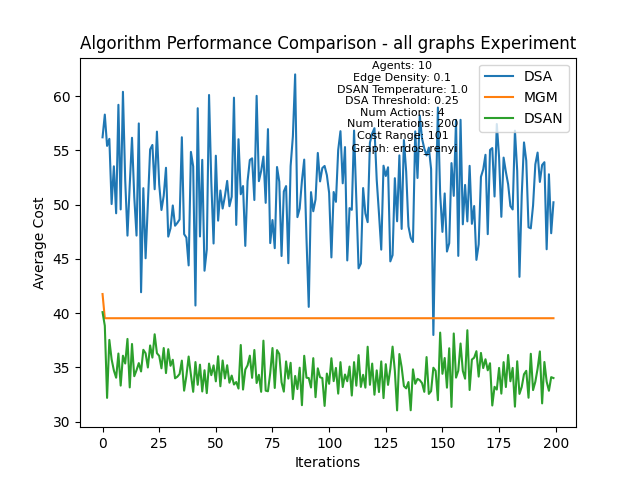 Algorithm Performance Comparison - all graphs Experiment
Agents: 10
Edge Density: 0.1
DSAN Temperature: 1.0
DSA Threshold: 0.25
Num Actions: 4
Num Iterations: 200
Cost Range: 101
Graph: endos_renyi
DSA
MGM
DSAN
Average Cost
60
55
50
45
40
35
30
0
25
50
75
100
125
150
175
200
Iterations